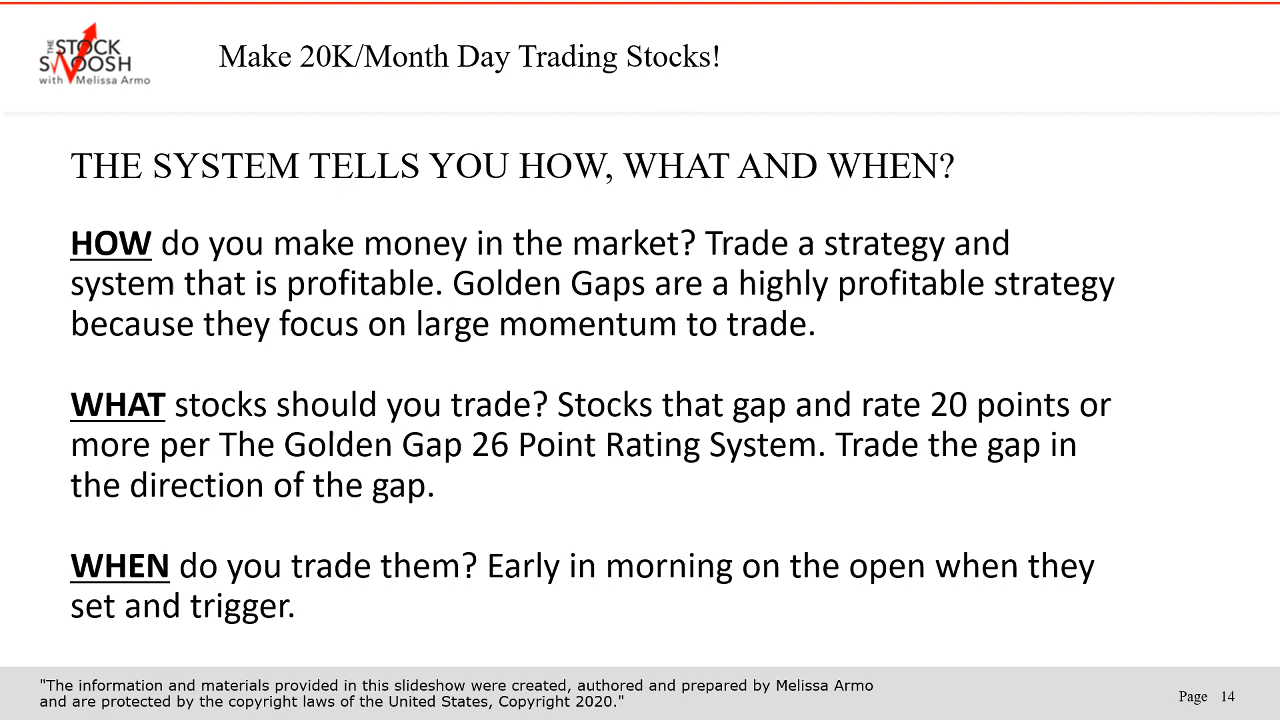 THE
STOCK
SWOOSH
with Melissa Armo
Make 20K/Month Day Trading Stocks!
THE SYSTEM TELLS YOU HOW, WHAT AND WHEN?
HOW do you make money in the market? Trade a strategy and
system that is profitable. Golden Gaps are a highly profitable strategy
because they focus on large momentum to trade.
WHAT stocks should you trade? Stocks that gap and rate 20 points or
more per The Golden Gap 26 Point Rating System. Trade the gap in
the direction of the gap.
WHEN do you trade them? Early in morning on the open when they
set and trigger.
"The information and materials provided in this slideshow were created, authored and prepared by Melissa Armo
and are protected by the copyright laws of the United States, Copyright 2020."
Page 14